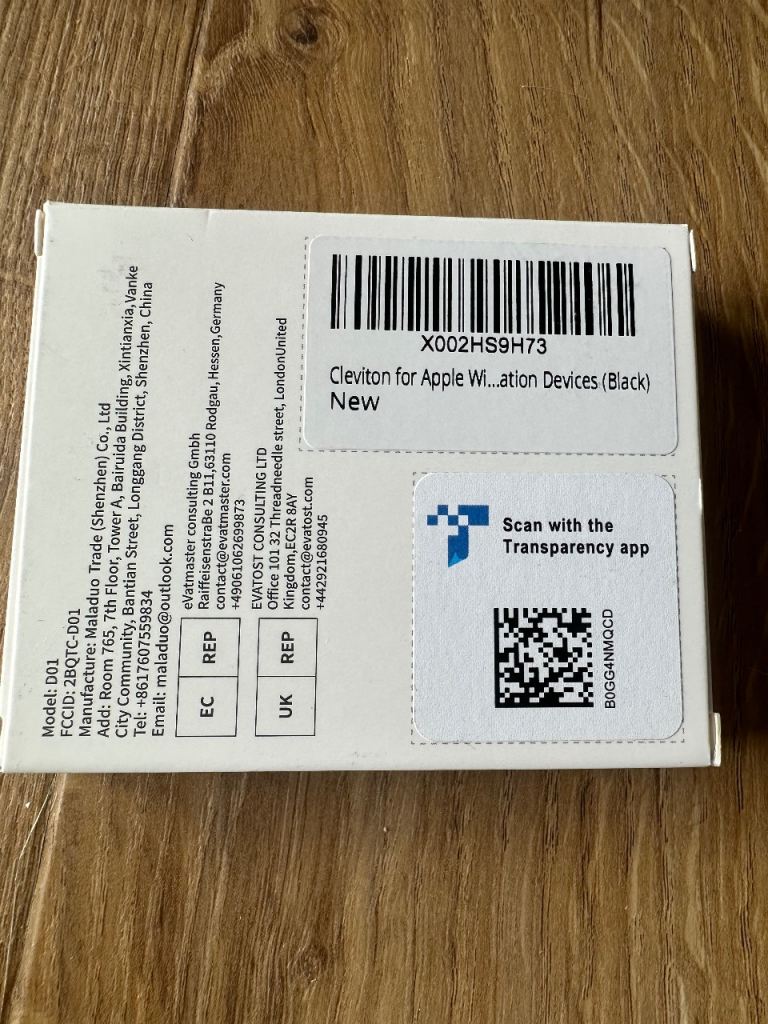 Model: D01
FCCID: 2BQTC-D01
Manufacture: Maladuo Trade (Shenzhen) Co., Ltd
Add: Room 765, 7th Floor, Tower A, Bairuida Building, Xintianxia,Vanke
City Community, Bantian Street, Longgang District, Shenzhen, China
Tel: +8617607559834
Email: maladuo@outlook.com
EC REP
eVatmaster consulting Gmbh
RaiffeisenstraBe 2 B11,63110 Rodgau, Hessen,Germany
contact@evatmaster.com
+49061062699873
UK REP
EVATOST CONSULTING LTD
Office 101 32 Threadneedle street, LondonUnited
Kingdom,EC2R 8AY
contact@evatost.com
+442921680945
X002HS9H73
Cleviton for Apple Wi...ation Devices (Black)
New
Scan with the
Transparency app
B0GG4NMQCD